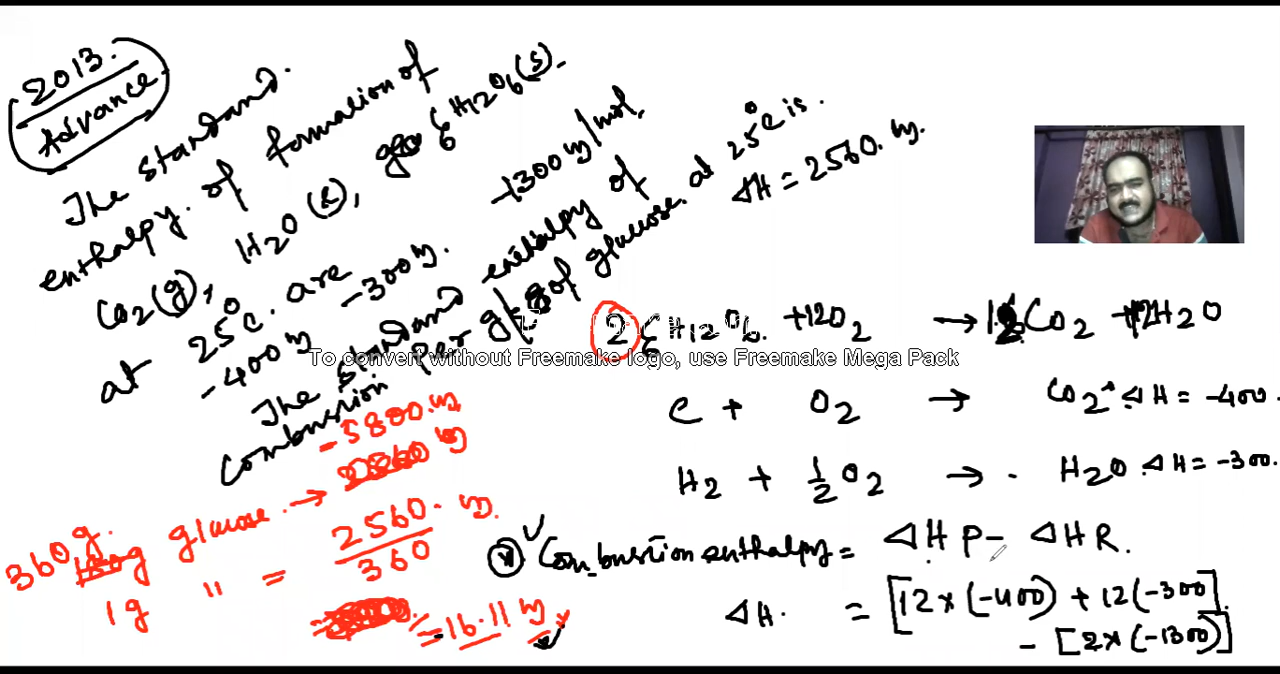 2013.
Advance
The standard
enthalpy of formation of
CO2(g), H2O(l), C6H12O6(s).
at 25°C. are
-400 kJ -300 kJ. -1300 kJ/mol.
The standard enthalpy of
combustion per g of glucose. at 25°C is.
ΔH = 2560. kJ.
2 C6H12O6. +12O2 → 12CO2 +12H2O
To convert without Freemake logo, use Freemake Mega Pack
C + O2 → CO2 ΔH = -400.
H2 + 1/2 O2 → H2O ΔH = -300.
Combustion enthalpy = ΔHP - ΔHR.
ΔH. = [12×(-400) + 12(-300)].
- [2×(-1300)]
-5800.kJ
360g. glucose →
1g " = 2560. kJ. / 360
= -16.11 kJ